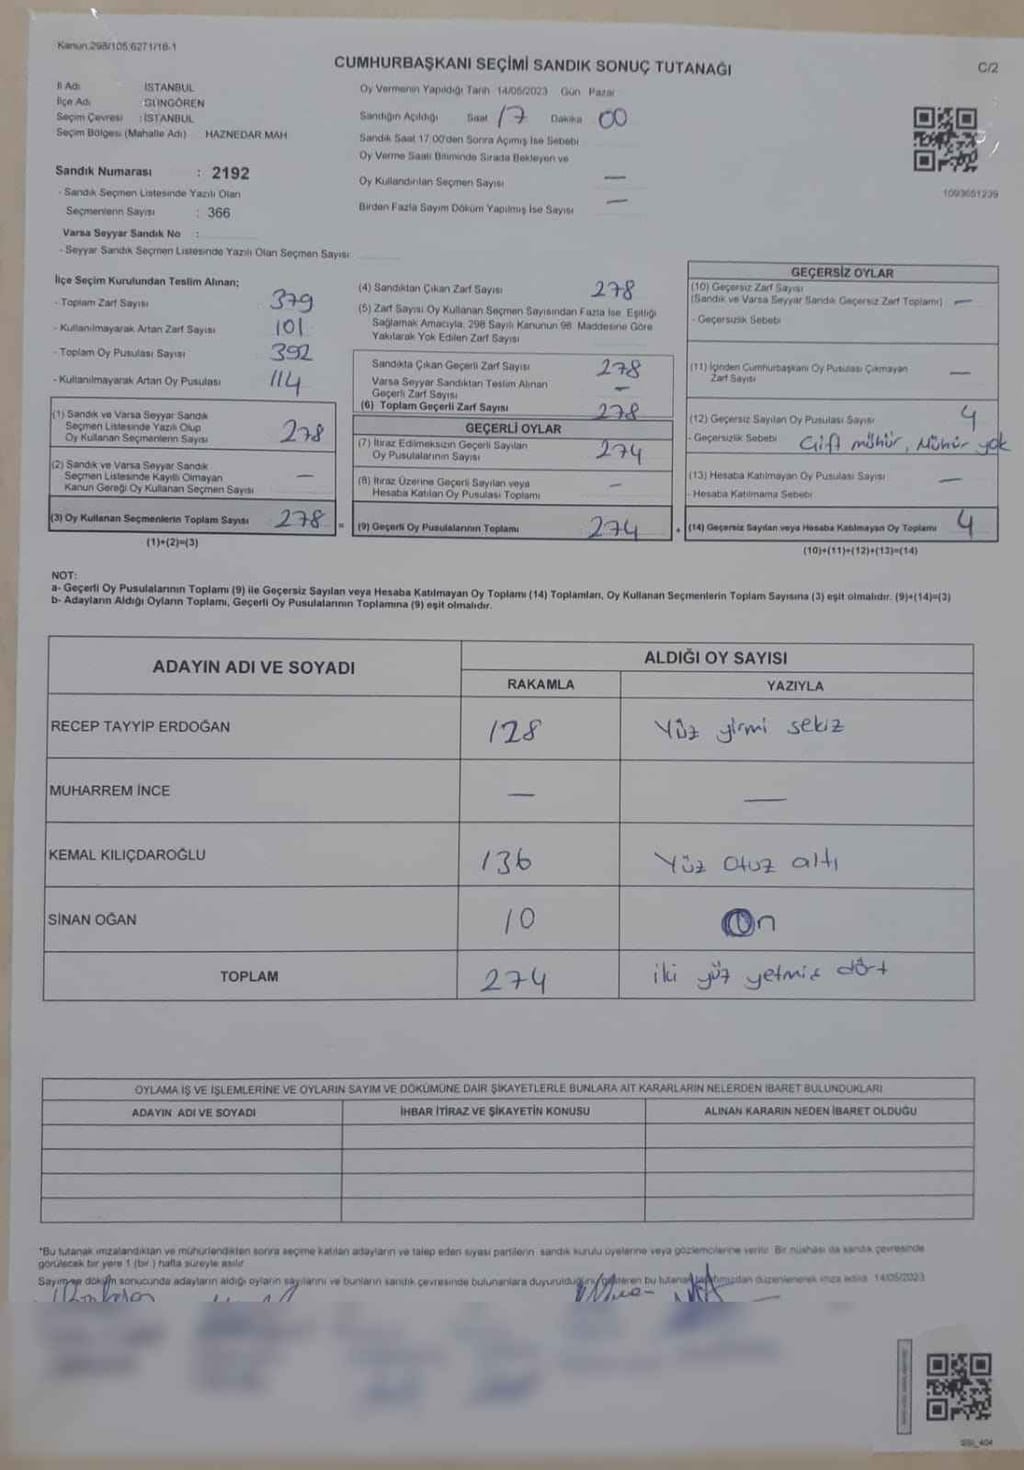 Kanun:298/105,6271/18-1
CUMHURBAŞKANI SEÇİMİ SANDIK SONUÇ TUTANAĞI
C/2
İl Adı : İSTANBUL
İlçe Adı : GÜNGÖREN
Seçim Çevresi : İSTANBUL
Seçim Bölgesi (Mahalle Adı) HAZNEDAR MAH
Sandık Numarası : 2192
- Sandık Seçmen Listesinde Yazılı Olan
Seçmenlerin Sayısı : 366
Varsa Seyyar Sandık No :
- Seyyar Sandık Seçmen Listesinde Yazılı Olan Seçmen Sayısı:
Oy Vermenin Yapıldığı Tarih 14/05/2023 Gün Pazar
Sandığın Açıldığı Saat 17 Dakika 00
Sandık Saat 17:00'den Sonra Açımış İse Sebebi
Oy Verme Saati Bitiminde Sırada Bekleyen ve
Oy Kullandırılan Seçmen Sayısı —
Birden Fazla Sayım Döküm Yapılmış İse Sayısı —
1093651239
İlçe Seçim Kurulundan Teslim Alınan;
- Toplam Zarf Sayısı 379
- Kullanılmayarak Artan Zarf Sayısı 101
- Toplam Oy Pusulası Sayısı 392
- Kullanılmayarak Artan Oy Pusulası 114
(1) Sandık ve Varsa Seyyar Sandık
Seçmen Listesinde Yazılı Olup
Oy Kullanan Seçmenlerin Sayısı 278
(2) Sandık ve Varsa Seyyar Sandık
Seçmen Listesinde Kayıtlı Olmayan
Kanun Gereği Oy Kullanan Seçmen Sayısı —
(3) Oy Kullanan Seçmenlerin Toplam Sayısı 278
(1)+(2)=(3)
(4) Sandıktan Çıkan Zarf Sayısı 278
(5) Zarf Sayısı Oy Kullanan Seçmen Sayısından Fazla İse, Eşitliği
Sağlamak Amacıyla, 298 Sayılı Kanunun 98. Maddesine Göre
Yakılarak Yok Edilen Zarf Sayısı
Sandıkta Çıkan Geçerli Zarf Sayısı 278
Varsa Seyyar Sandıktan Teslim Alınan
Geçerli Zarf Sayısı —
(6) Toplam Geçerli Zarf Sayısı 278
GEÇERLİ OYLAR
(7) İtiraz Edilmeksizin Geçerli Sayılan
Oy Pusulalarının Sayısı 274
(8) İtiraz Üzerine Geçerli Sayılan veya
Hesaba Katılan Oy Pusulası Toplamı —
= (9) Geçerli Oy Pusulalarının Toplamı 274
GEÇERSİZ OYLAR
(10) Geçersiz Zarf Sayısı
(Sandık ve Varsa Seyyar Sandık Geçersiz Zarf Toplamı) —
- Geçersizlik Sebebi
(11) İçinden Cumhurbaşkanı Oy Pusulası Çıkmayan
Zarf Sayısı —
(12) Geçersiz Sayılan Oy Pusulası Sayısı 4
- Geçersizlik Sebebi Çift mühür, Mühür yok
(13) Hesaba Katılmayan Oy Pusulası Sayısı —
- Hesaba Katılmama Sebebi
+ (14) Geçersiz Sayılan veya Hesaba Katılmayan Oy Toplamı 4
(10)+(11)+(12)+(13)=(14)
NOT:
a- Geçerli Oy Pusulalarının Toplamı (9) ile Geçersiz Sayılan veya Hesaba Katılmayan Oy Toplamı (14) Toplamları, Oy Kullanan Seçmenlerin Toplam Sayısına (3) eşit olmalıdır. (9)+(14)=(3)
b- Adayların Aldığı Oyların Toplamı, Geçerli Oy Pusulalarının Toplamına (9) eşit olmalıdır.
ADAYIN ADI VE SOYADI
ALDIĞI OY SAYISI
RAKAMLA YAZIYLA
RECEP TAYYİP ERDOĞAN 128 Yüz yirmi sekiz
MUHARREM İNCE — —
KEMAL KILIÇDAROĞLU 136 Yüz Otuz altı
SİNAN OĞAN 10 On
TOPLAM 274 iki yüz yetmiş dört
OYLAMA İŞ VE İŞLEMLERİNE VE OYLARIN SAYIM VE DÖKÜMÜNE DAİR ŞİKAYETLERLE BUNLARA AİT KARARLARIN NELERDEN İBARET BULUNDUKLARI
ADAYIN ADI VE SOYADI İHBAR İTİRAZ VE ŞİKAYETİN KONUSU ALINAN KARARIN NEDEN İBARET OLDUĞU
*Bu tutanak imzalandıktan ve mühürlendikten sonra seçime katılan adayların ve talep eden siyasi partilerin sandık kurulu üyelerine veya gözlemcilerine verilir. Bir nüshası da sandık çevresinde
görülecek bir yere 1 (bir ) hafta süreyle asılır
Sayım ve döküm sonucunda adayların aldığı oyların sayılarını ve bunların sandık çevresinde bulunanlara duyurulduğunu gösteren bu tutanak tarafımızdan düzenlenerek imza edildi. 14/05/2023